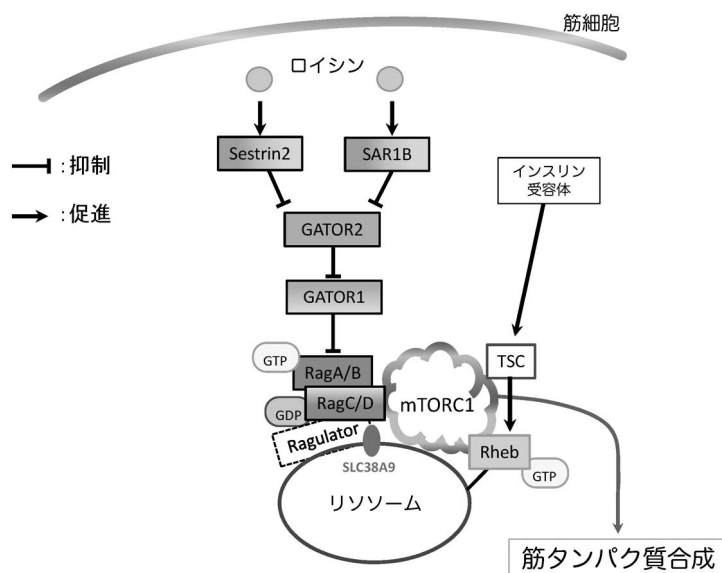 筋細胞
ロイシン
Sestrin2
SAR1B
:抑制
:促進
インスリン
受容体
GATOR2
GATOR1
GTP
RagA/B
TSC
GDP
RagC/D
mTORC1
Ragulator
Rheb
SLC38A9
GTP
リソソーム
筋タンパク質合成